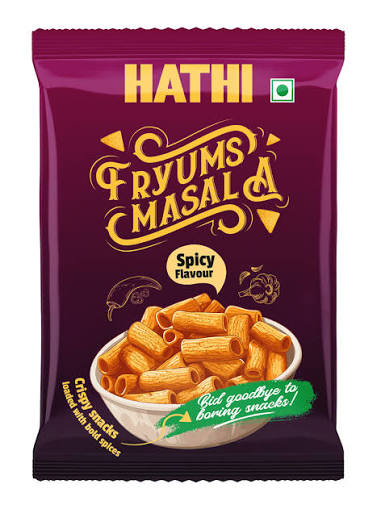 HATHI
FRYUMS
MASALA
Spicy
Flavour
Crispy snacks
loaded with bold spices
Bid goodbye to
boring snacks!